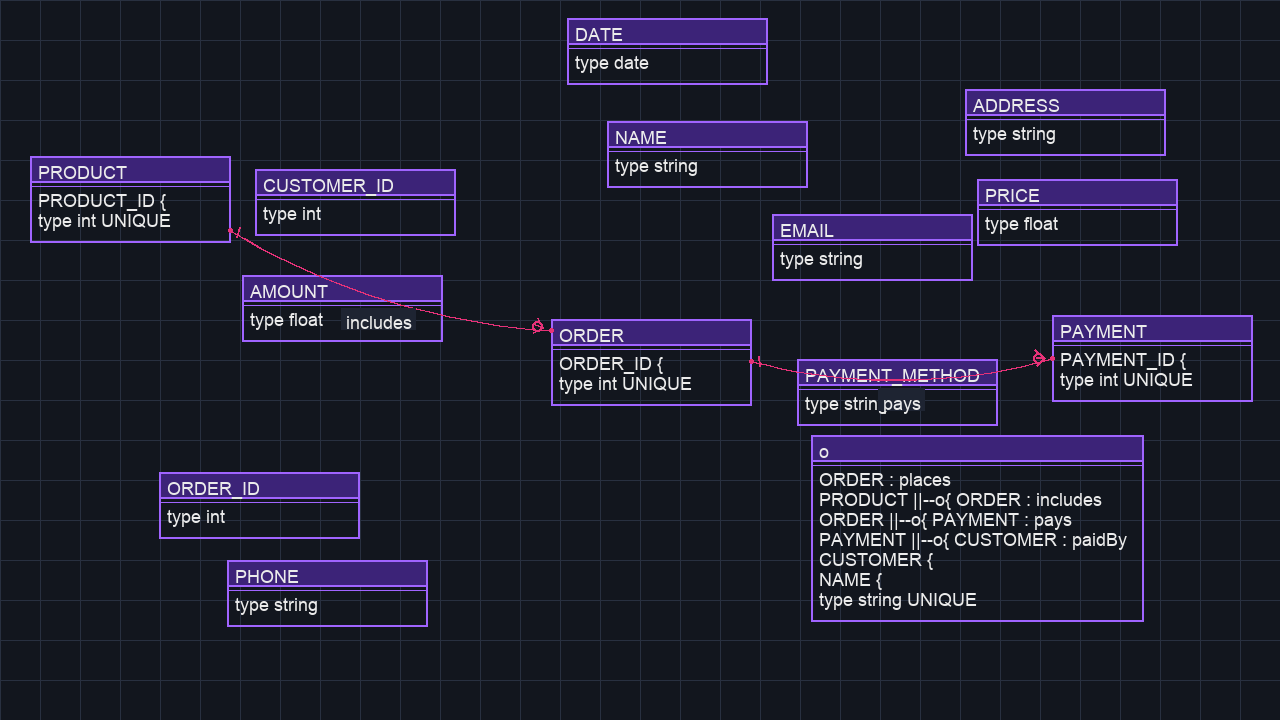 DATE
type date
ADDRESS
type string
NAME
type string
PRODUCT
PRODUCT_ID {
type int UNIQUE
CUSTOMER_ID
type int
PRICE
type float
EMAIL
type string
AMOUNT
type float
includes
ORDER
ORDER_ID {
type int UNIQUE
PAYMENT
PAYMENT_ID {
type int UNIQUE
PAYMENT_METHOD
type strin
pays
o
ORDER : places
PRODUCT ||--o{ ORDER : includes
ORDER ||--o{ PAYMENT : pays
PAYMENT ||--o{ CUSTOMER : paidBy
CUSTOMER {
NAME {
type string UNIQUE
ORDER_ID
type int
PHONE
type string